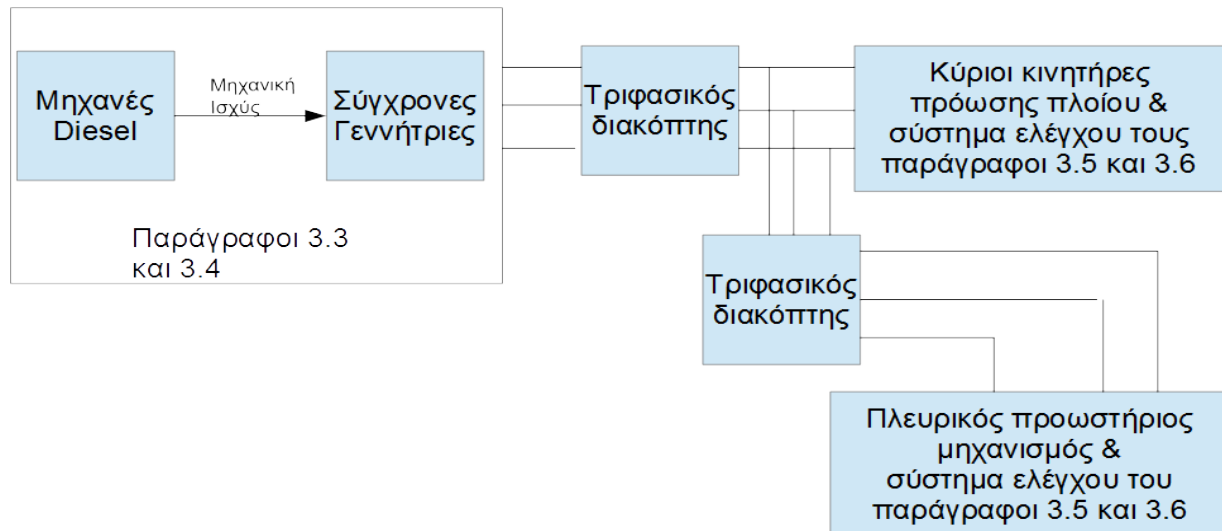 Μηχανές
Diesel
Μηχανική
Ισχύς
Σύγχρονες
Γεννήτριες
Παράγραφοι 3.3
και 3.4
Τριφασικός
διακόπτης
Κύριοι κινητήρες
πρόωσης πλοίου &
σύστημα ελέγχου τους
παράγραφοι 3.5 και 3.6
Τριφασικός
διακόπτης
Πλευρικός προωστήριος
μηχανισμός &
σύστημα ελέγχου του
παράγραφοι 3.5 και 3.6